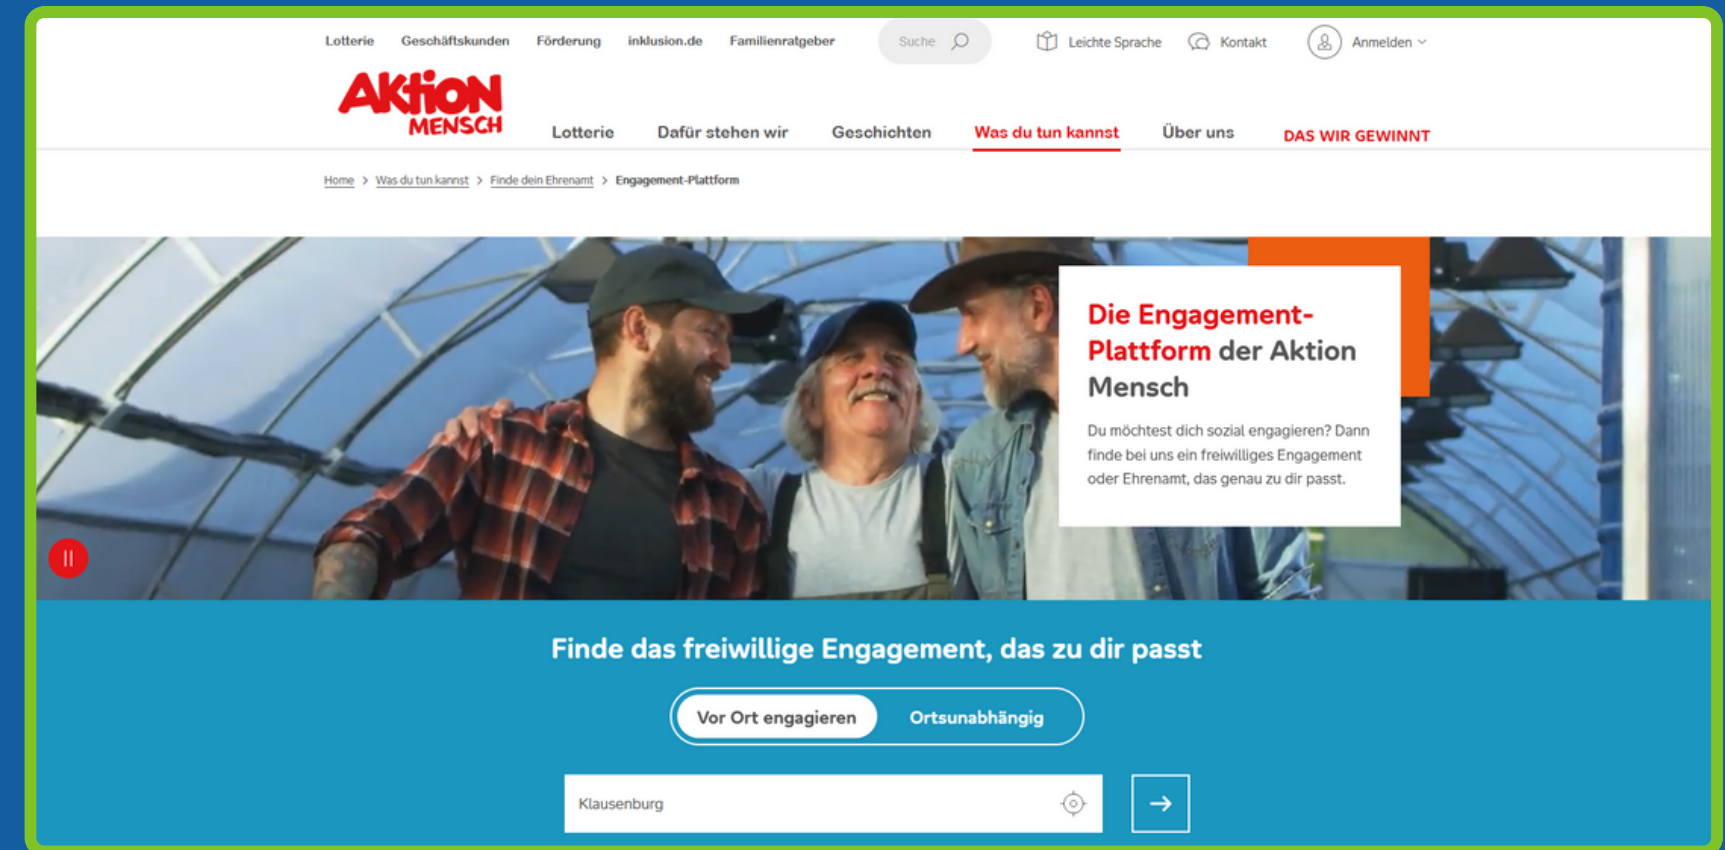 Lotterie Geschäftskunden Förderung inklusion.de Familienratgeber Suche Leichte Sprache Kontakt Anmelden
AKTION
MENSCH
Lotterie Dafür stehen wir Geschichten Was du tun kannst Über uns DAS WIR GEWINNT
Home > Was du tun kannst > Finde dein Ehrenamt > Engagement-Plattform
Die Engagement-
Plattform der Aktion
Mensch
Du möchtest dich sozial engagieren? Dann
finde bei uns ein freiwilliges Engagement
oder Ehrenamt, das genau zu dir passt.
Finde das freiwillige Engagement, das zu dir passt
Vor Ort engagieren Ortsunabhängig
Klausenburg